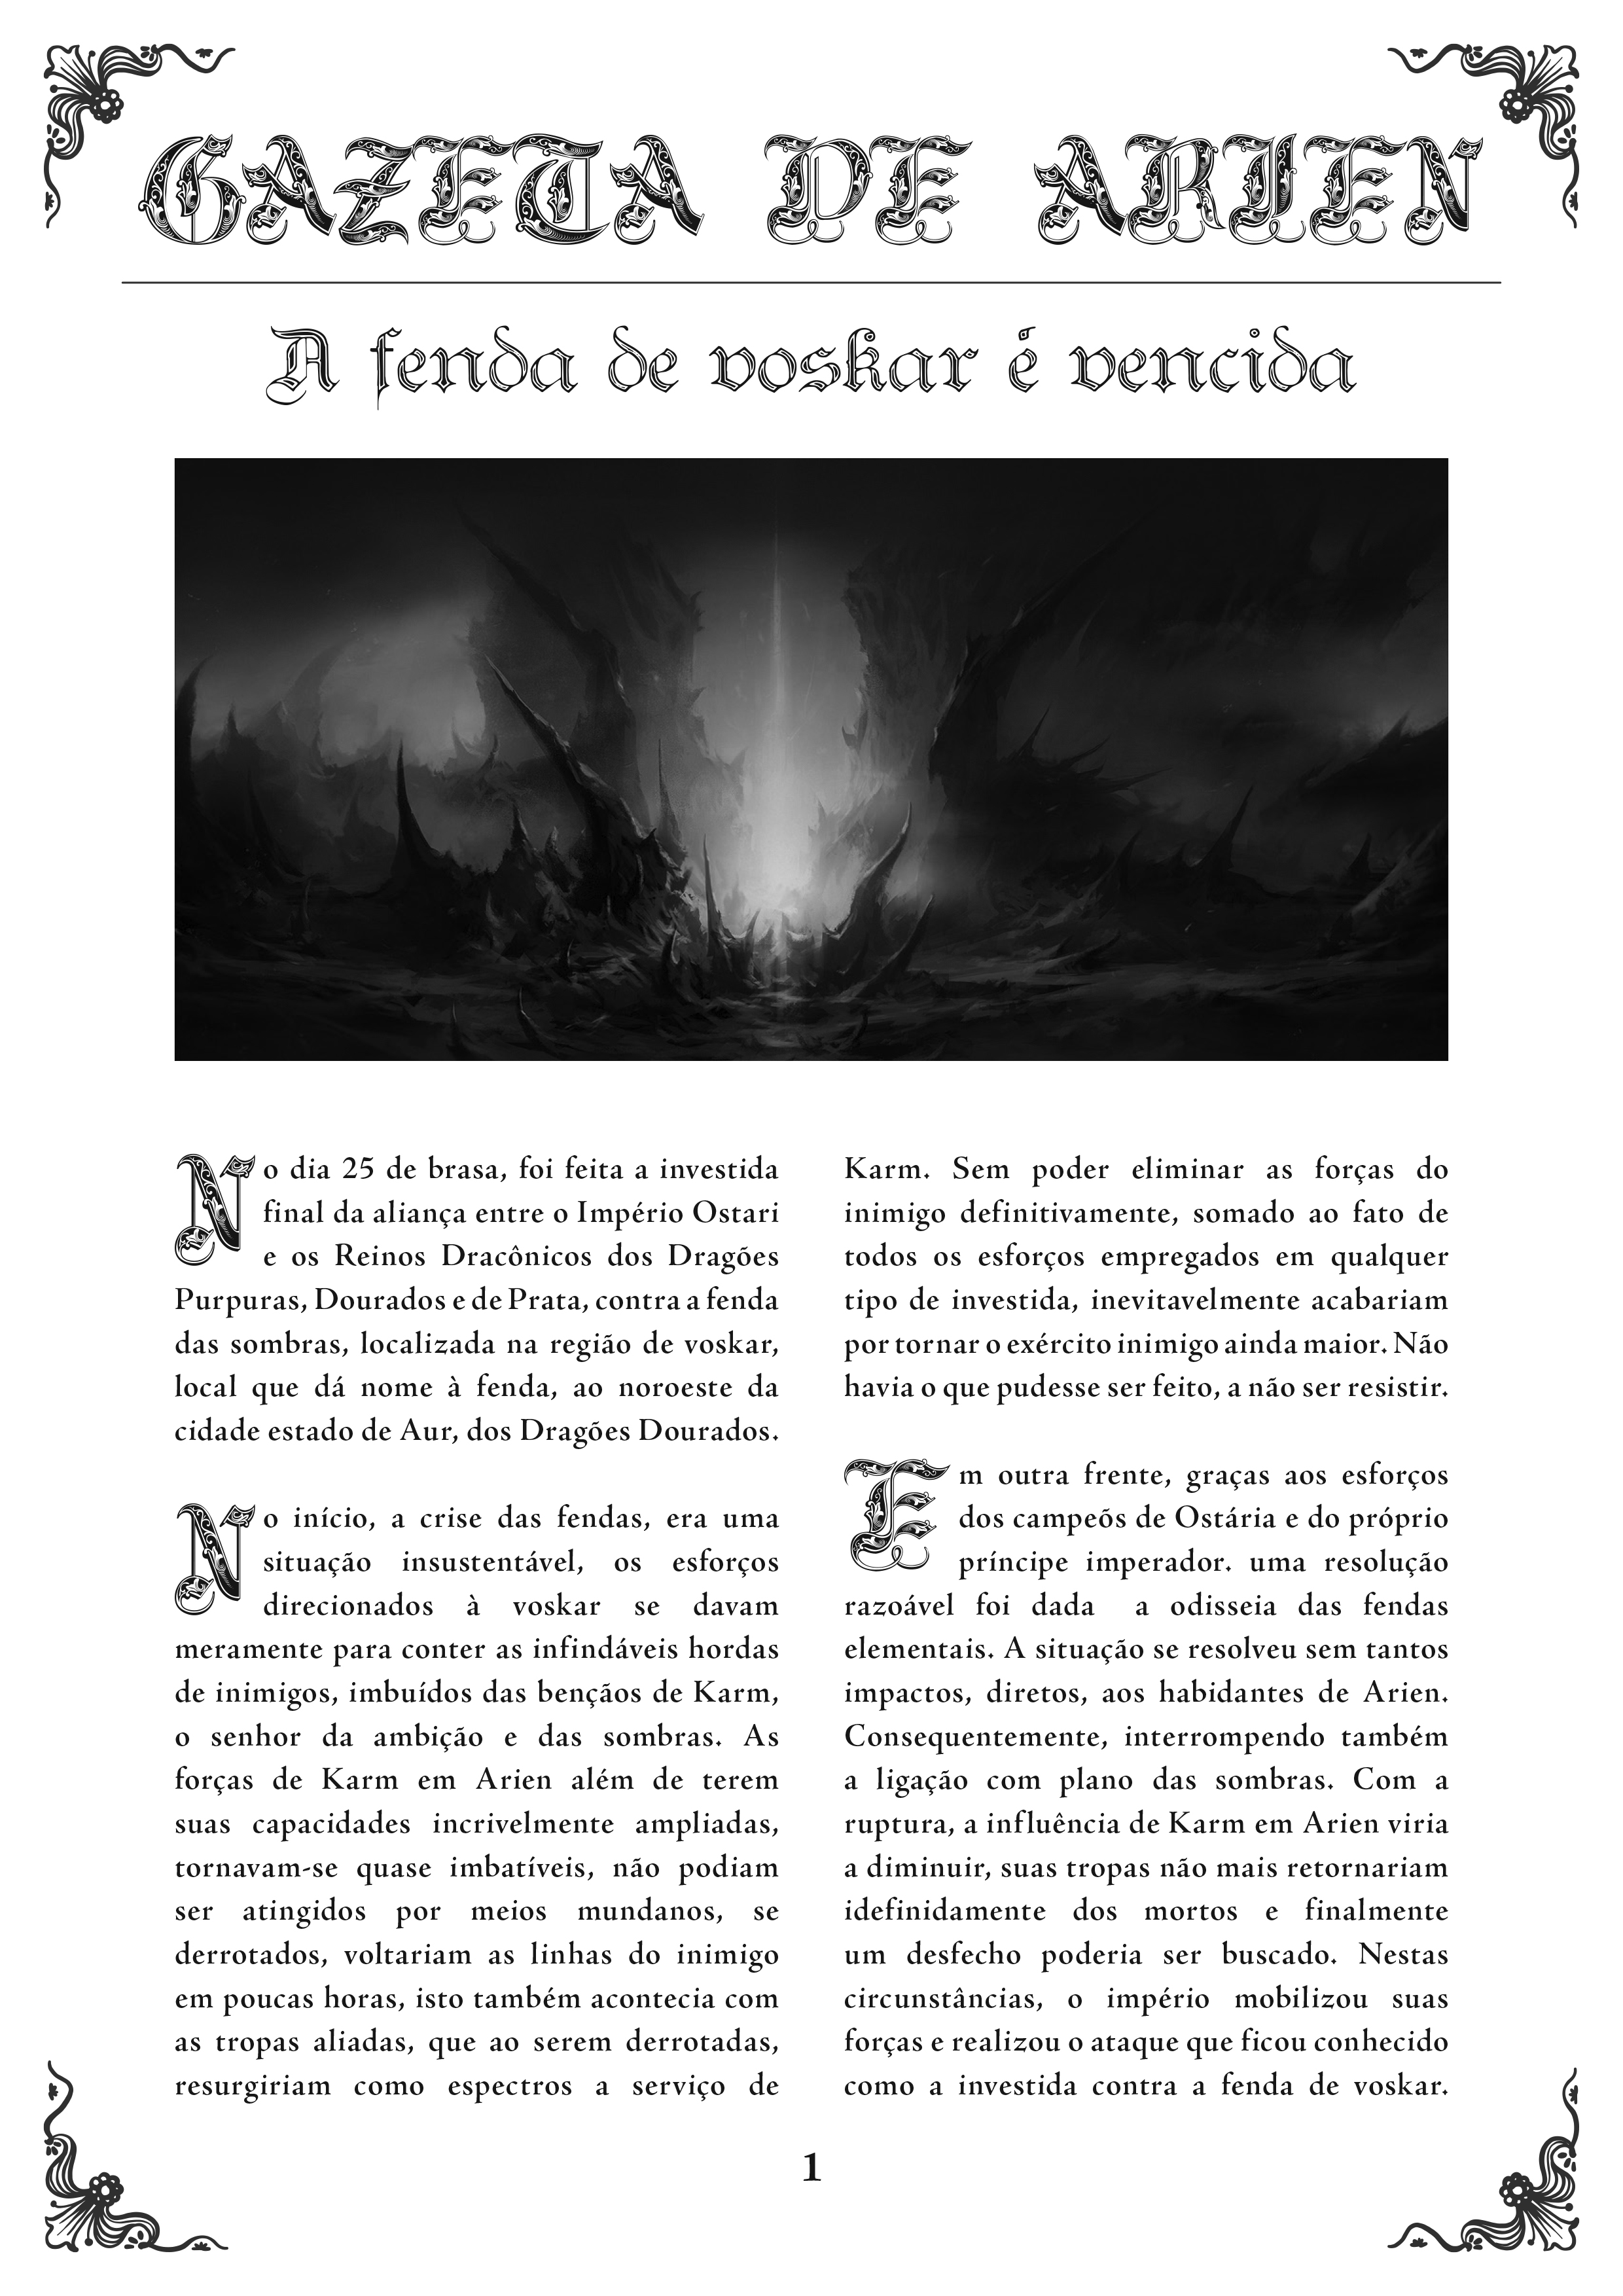 GAZETA DE ARIEN
A fenda de voskar é vencida
No dia 25 de brasa, foi feita a investida
final da aliança entre o Império Ostari
e os Reinos Dracônicos dos Dragões
Purpuras, Dourados e de Prata, contra a fenda
das sombras, localizada na região de voskar,
local que dá nome à fenda, ao noroeste da
cidade estado de Aur, dos Dragões Dourados.
No início, a crise das fendas, era uma
situação insustentável, os esforços
direcionados à voskar se davam
meramente para conter as infindáveis hordas
de inimigos, imbuídos das bençãos de Karm,
o senhor da ambição e das sombras. As
forças de Karm em Arien além de terem
suas capacidades incrivelmente ampliadas,
tornavam-se quase imbatíveis, não podiam
ser atingidos por meios mundanos, se
derrotados, voltariam as linhas do inimigo
em poucas horas, isto também acontecia com
as tropas aliadas, que ao serem derrotadas,
resurgiriam como espectros a serviço de
Karm. Sem poder eliminar as forças do
inimigo definitivamente, somado ao fato de
todos os esforços empregados em qualquer
tipo de investida, inevitavelmente acabariam
por tornar o exército inimigo ainda maior. Não
havia o que pudesse ser feito, a não ser resistir.
Em outra frente, graças aos esforços
dos campeõs de Ostária e do próprio
príncipe imperador. uma resolução
razoável foi dada a odisseia das fendas
elementais. A situação se resolveu sem tantos
impactos, diretos, aos habidantes de Arien.
Consequentemente, interrompendo também
a ligação com plano das sombras. Com a
ruptura, a influência de Karm em Arien viria
a diminuir, suas tropas não mais retornariam
idefinidamente dos mortos e finalmente
um desfecho poderia ser buscado. Nestas
circunstâncias, o império mobilizou suas
forças e realizou o ataque que ficou conhecido
como a investida contra a fenda de voskar.
1